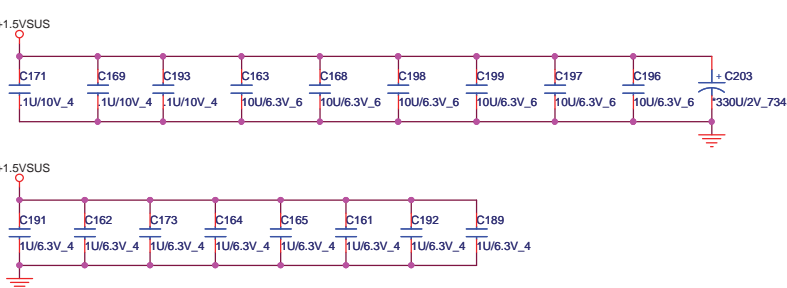 +1.5VSUS
C171 C169 C193 C163 C168 C198 C199 C197 C196 + C203
.1U/10V_4 .1U/10V_4 .1U/10V_4 10U/6.3V_6 10U/6.3V_6 10U/6.3V_6 10U/6.3V_6 10U/6.3V_6 10U/6.3V_6 *330U/2V_734
+1.5VSUS
C191 C162 C173 C164 C165 C161 C192 C189
1U/6.3V_4 1U/6.3V_4 1U/6.3V_4 1U/6.3V_4 1U/6.3V_4 1U/6.3V_4 1U/6.3V_4 1U/6.3V_4